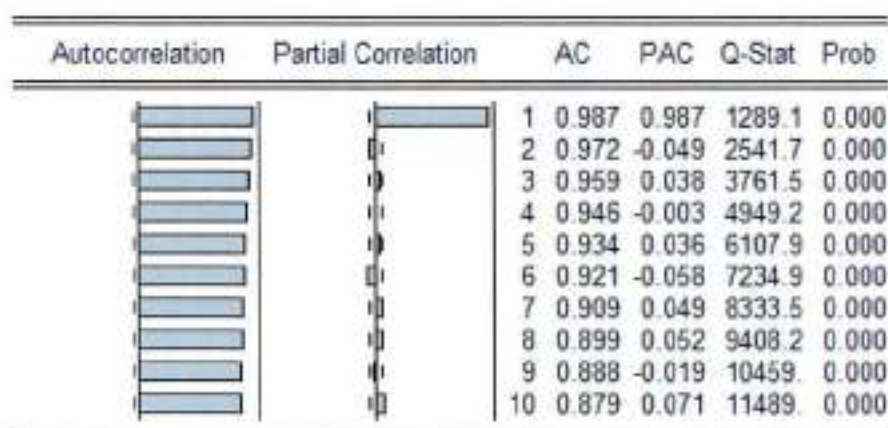 Autocorrelation Partial Correlation AC PAC Q-Stat Prob
1 0.987 0.987 1289.1 0.000
2 0.972 -0.049 2541.7 0.000
3 0.959 0.038 3761.5 0.000
4 0.946 -0.003 4949.2 0.000
5 0.934 0.036 6107.9 0.000
6 0.921 -0.058 7234.9 0.000
7 0.909 0.049 8333.5 0.000
8 0.899 0.052 9408.2 0.000
9 0.888 -0.019 10459. 0.000
10 0.879 0.071 11489. 0.000